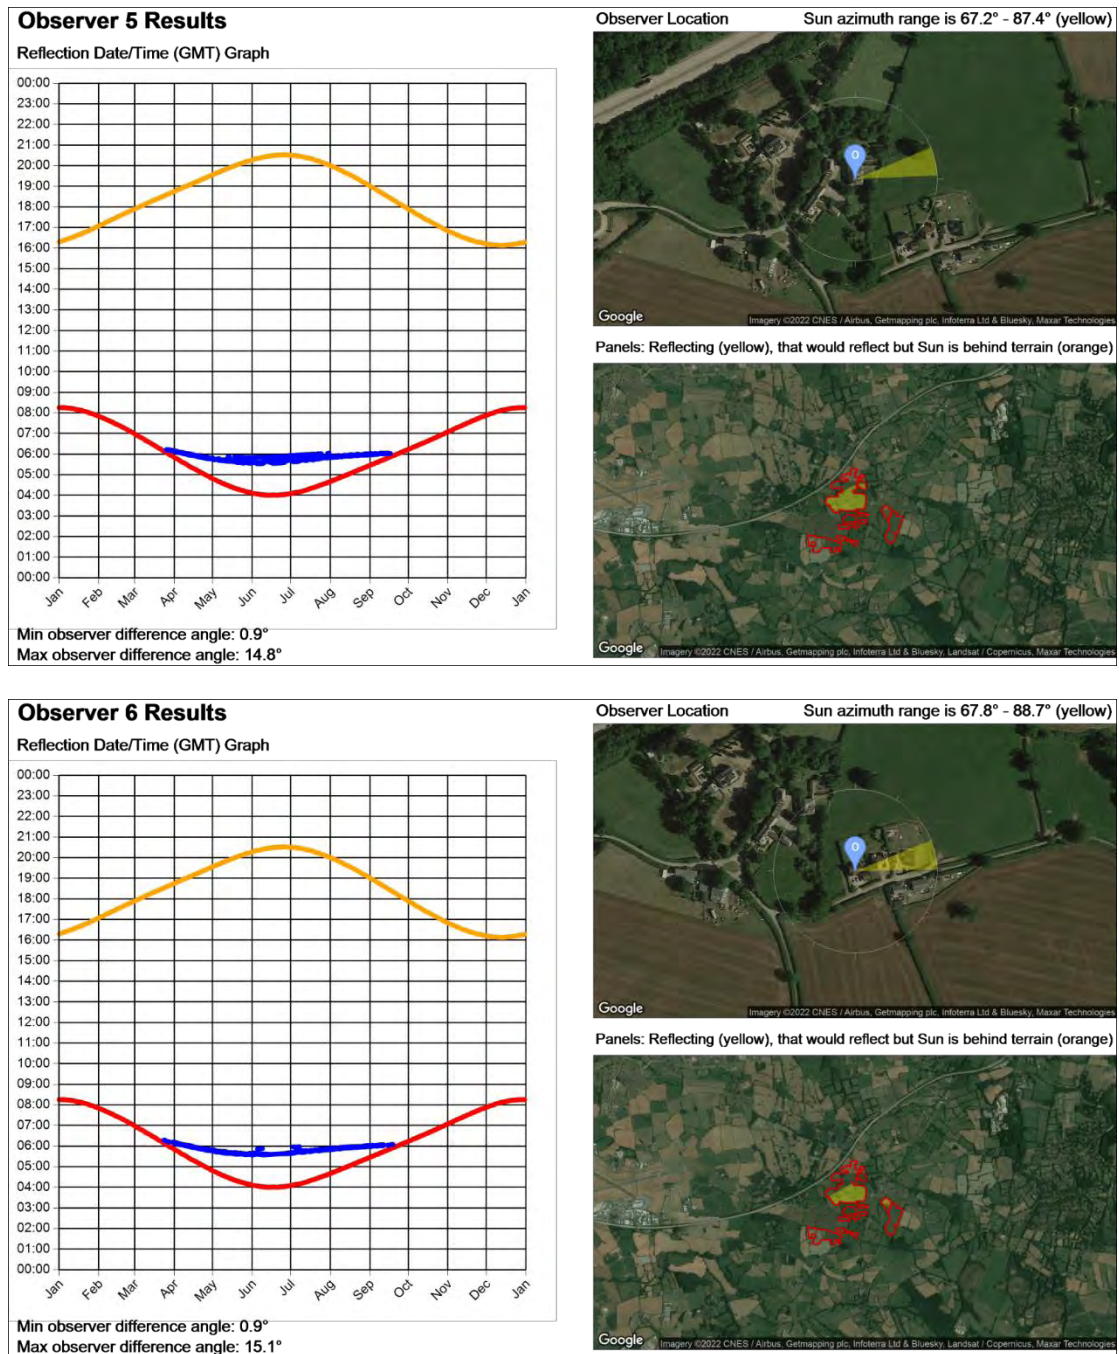 Observer 5 Results
Reflection Date/Time (GMT) Graph
00:00
23:00
22:00
21:00
20:00
19:00
18:00
17:00
16:00
15:00
14:00
13:00
12:00
11:00
10:00
09:00
08:00
07:00
06:00
05:00
04:00
03:00
02:00
01:00
00:00
Jan Feb Mar Apr May Jun Jul Aug Sep Oct Nov Dec Jan
Min observer difference angle: 0.9°
Max observer difference angle: 14.8°
Observer Location Sun azimuth range is 67.2° - 87.4° (yellow)
O
Google Imagery ©2022 CNES / Airbus, Getmapping plc, Infoterra Ltd & Bluesky, Maxar Technologies
Panels: Reflecting (yellow), that would reflect but Sun is behind terrain (orange)
Google Imagery ©2022 CNES / Airbus, Getmapping plc, Infoterra Ltd & Bluesky, Landsat / Copernicus, Maxar Technologies
Observer 6 Results
Reflection Date/Time (GMT) Graph
00:00
23:00
22:00
21:00
20:00
19:00
18:00
17:00
16:00
15:00
14:00
13:00
12:00
11:00
10:00
09:00
08:00
07:00
06:00
05:00
04:00
03:00
02:00
01:00
00:00
Jan Feb Mar Apr May Jun Jul Aug Sep Oct Nov Dec Jan
Min observer difference angle: 0.9°
Max observer difference angle: 15.1°
Observer Location Sun azimuth range is 67.8° - 88.7° (yellow)
O
Google Imagery ©2022 CNES / Airbus, Getmapping plc, Infoterra Ltd & Bluesky, Maxar Technologies
Panels: Reflecting (yellow), that would reflect but Sun is behind terrain (orange)
Google Imagery ©2022 CNES / Airbus, Getmapping plc, Infoterra Ltd & Bluesky, Landsat / Copernicus, Maxar Technologies